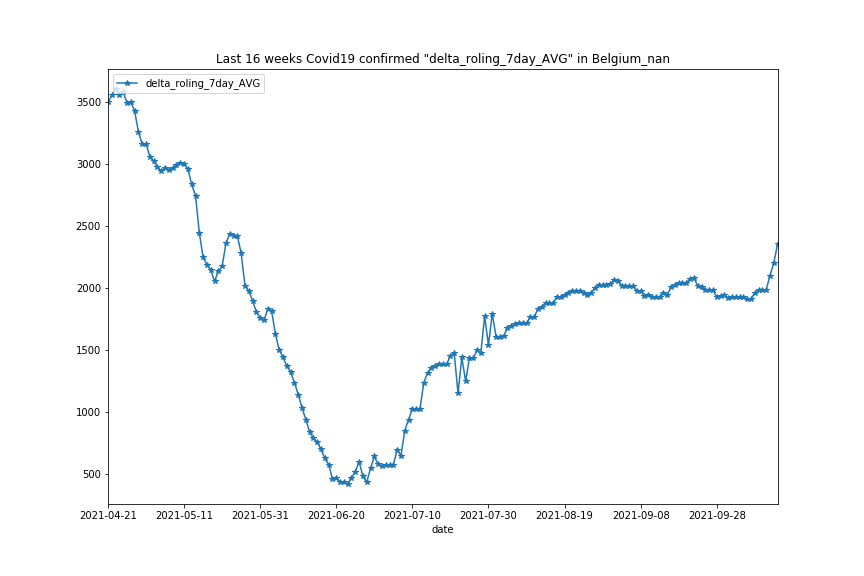 Last 16 weeks Covid19 confirmed "delta_roling_7day_AVG" in Belgium_nan
delta_roling_7day_AVG
3500
3000
2500
2000
1500
1000
500
2021-04-21 2021-05-11 2021-05-31 2021-06-20 2021-07-10 2021-07-30 2021-08-19 2021-09-08 2021-09-28
date